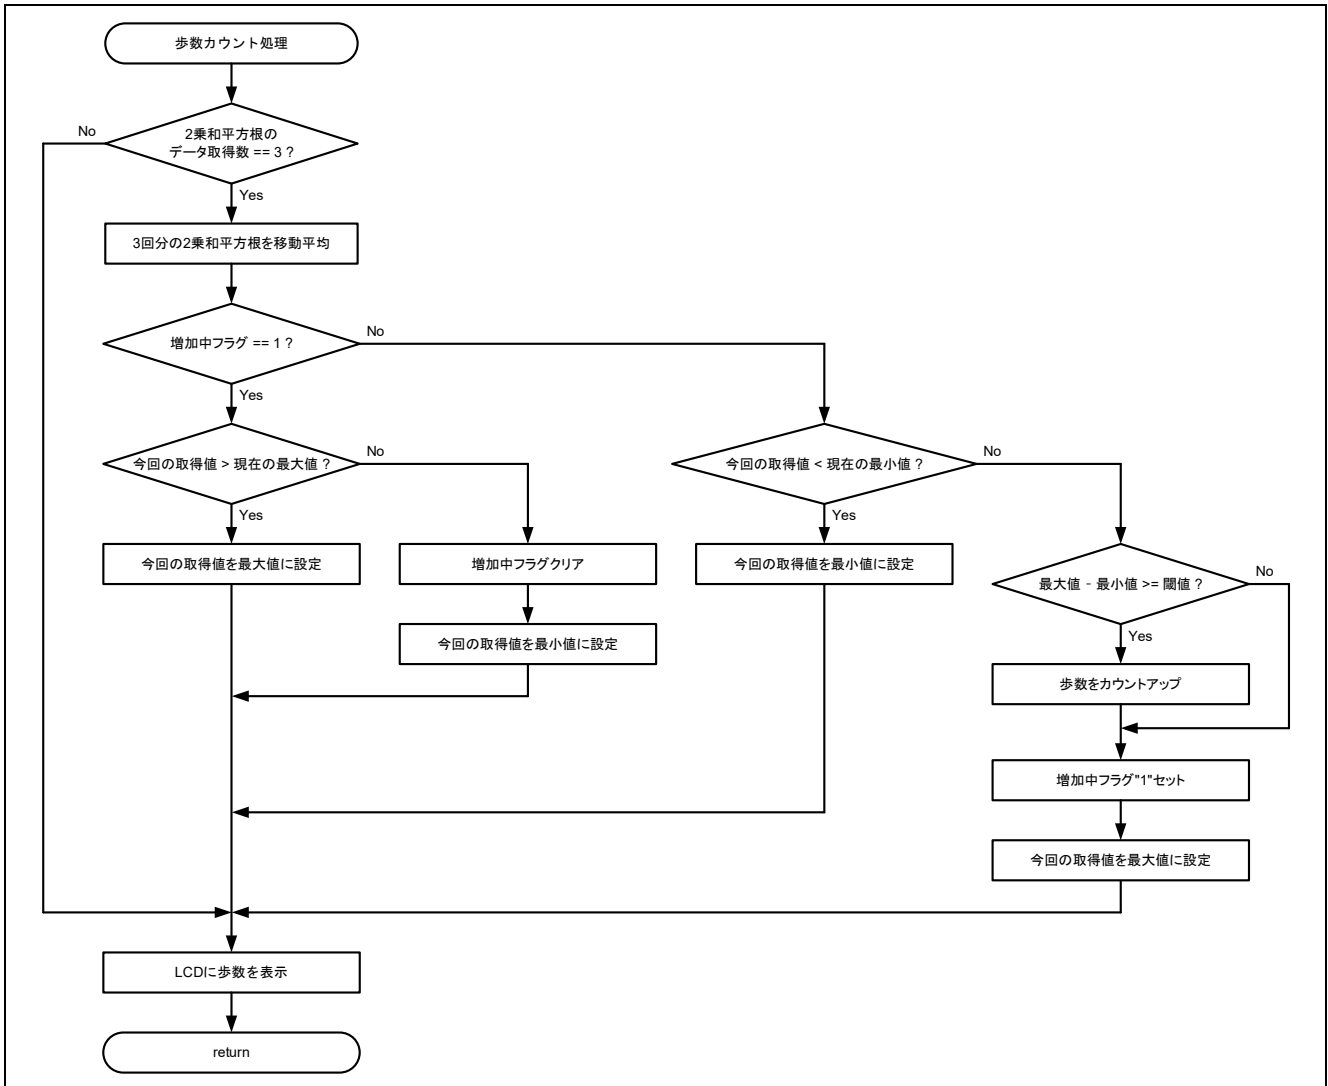 歩数カウント処理
No
2乗和平方根の
データ取得数 == 3 ?
Yes
3回分の2乗和平方根を移動平均
増加中フラグ == 1 ?
No
Yes
今回の取得値 > 現在の最大値 ?
No
今回の取得値 < 現在の最小値 ?
No
Yes
Yes
今回の取得値を最大値に設定
増加中フラグクリア
今回の取得値を最小値に設定
最大値 - 最小値 >= 閾値 ?
No
Yes
今回の取得値を最小値に設定
歩数をカウントアップ
増加中フラグ"1"セット
今回の取得値を最大値に設定
LCDに歩数を表示
return